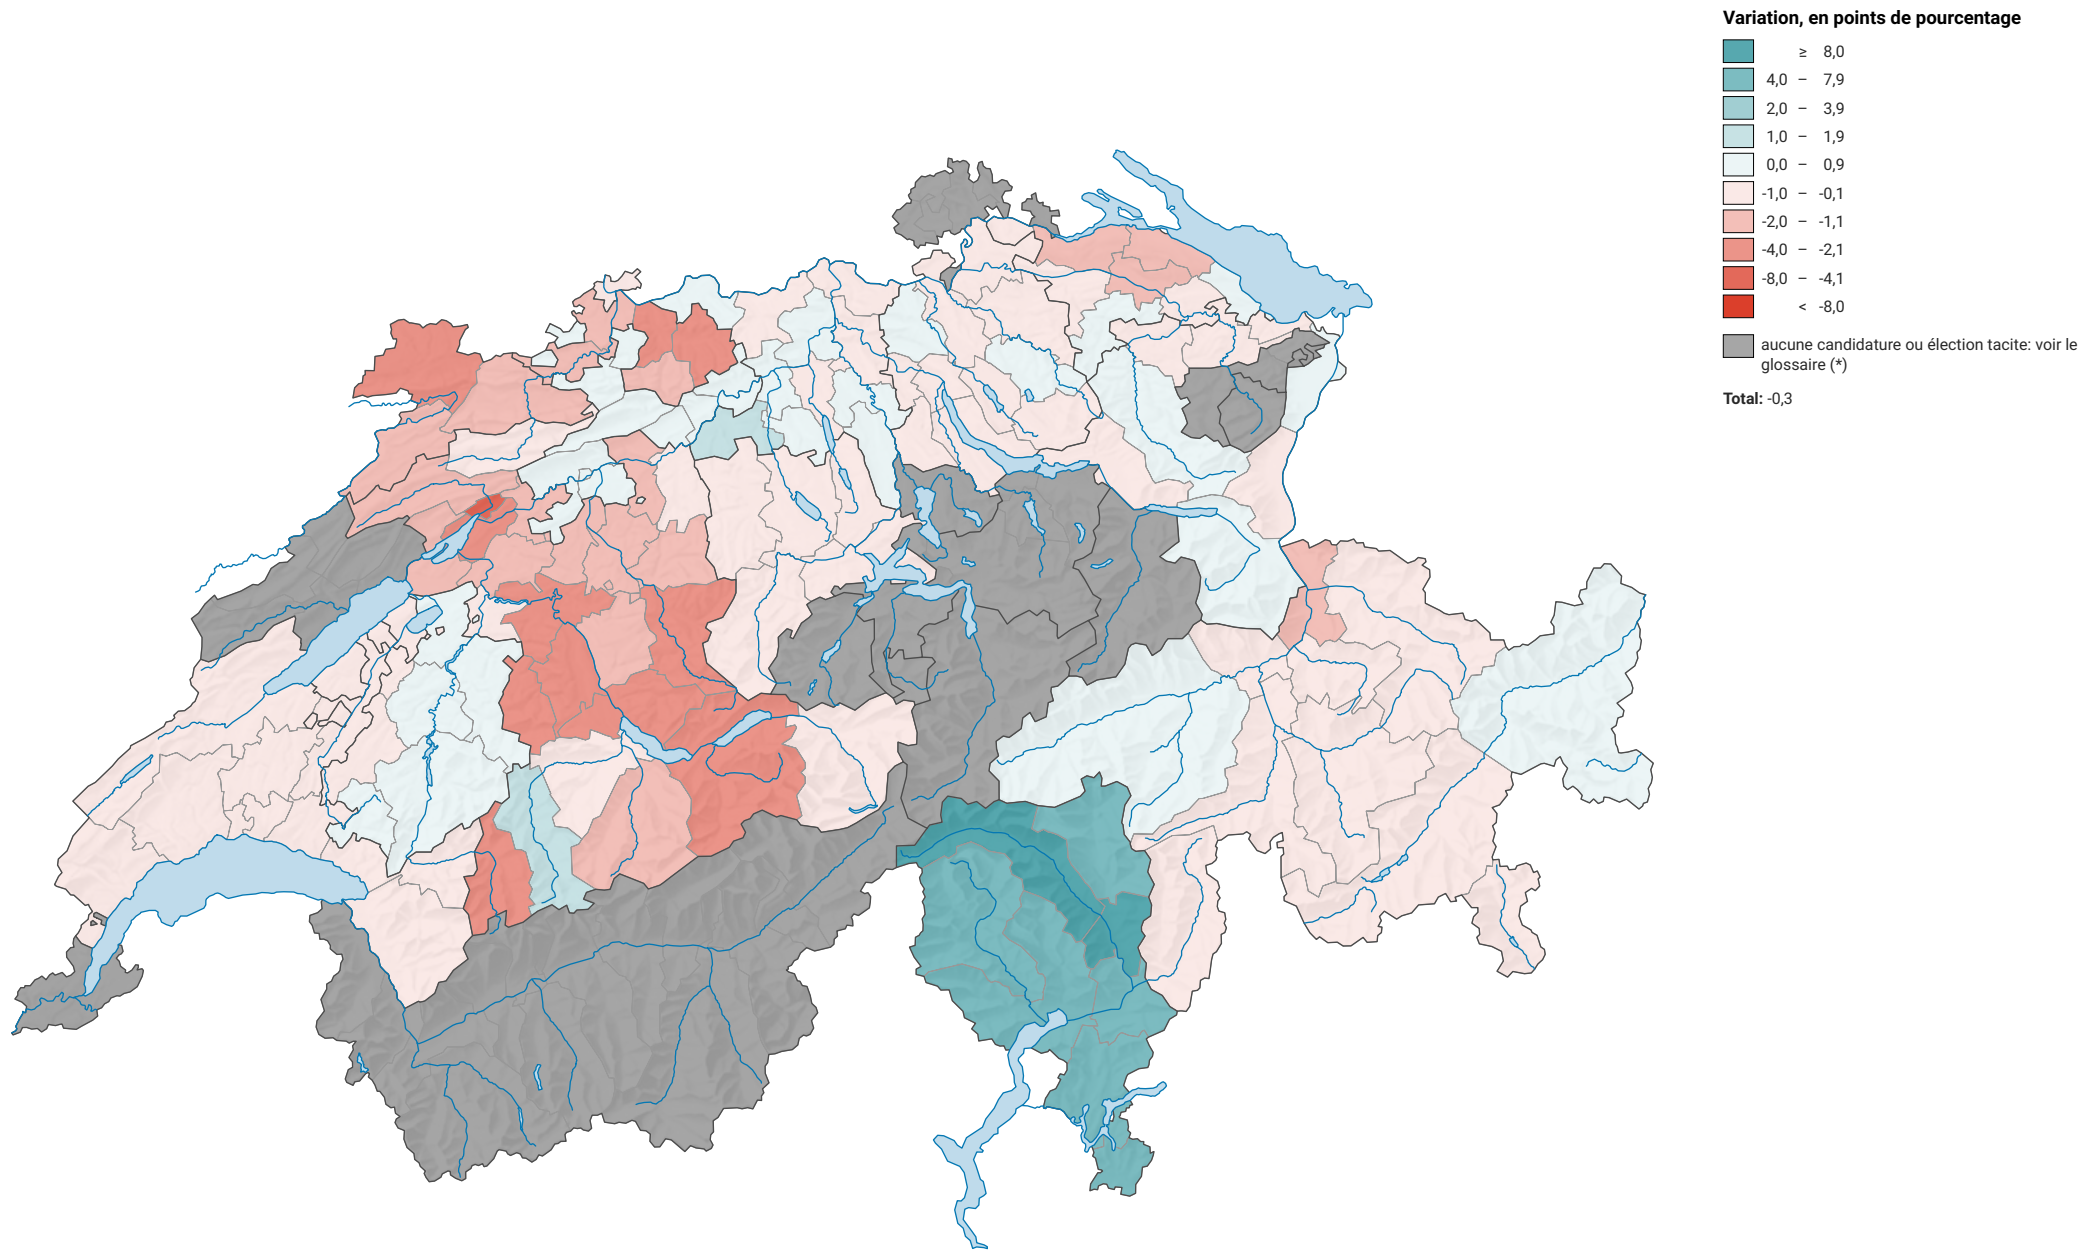 Variation, en points de pourcentage
≥ 8,0
4,0 – 7,9
2,0 – 3,9
1,0 – 1,9
0,0 – 0,9
-1,0 – -0,1
-2,0 – -1,1
-4,0 – -2,1
-8,0 – -4,1
< -8,0
aucune candidature ou élection tacite: voir le
glossaire (*)
Total: -0,3